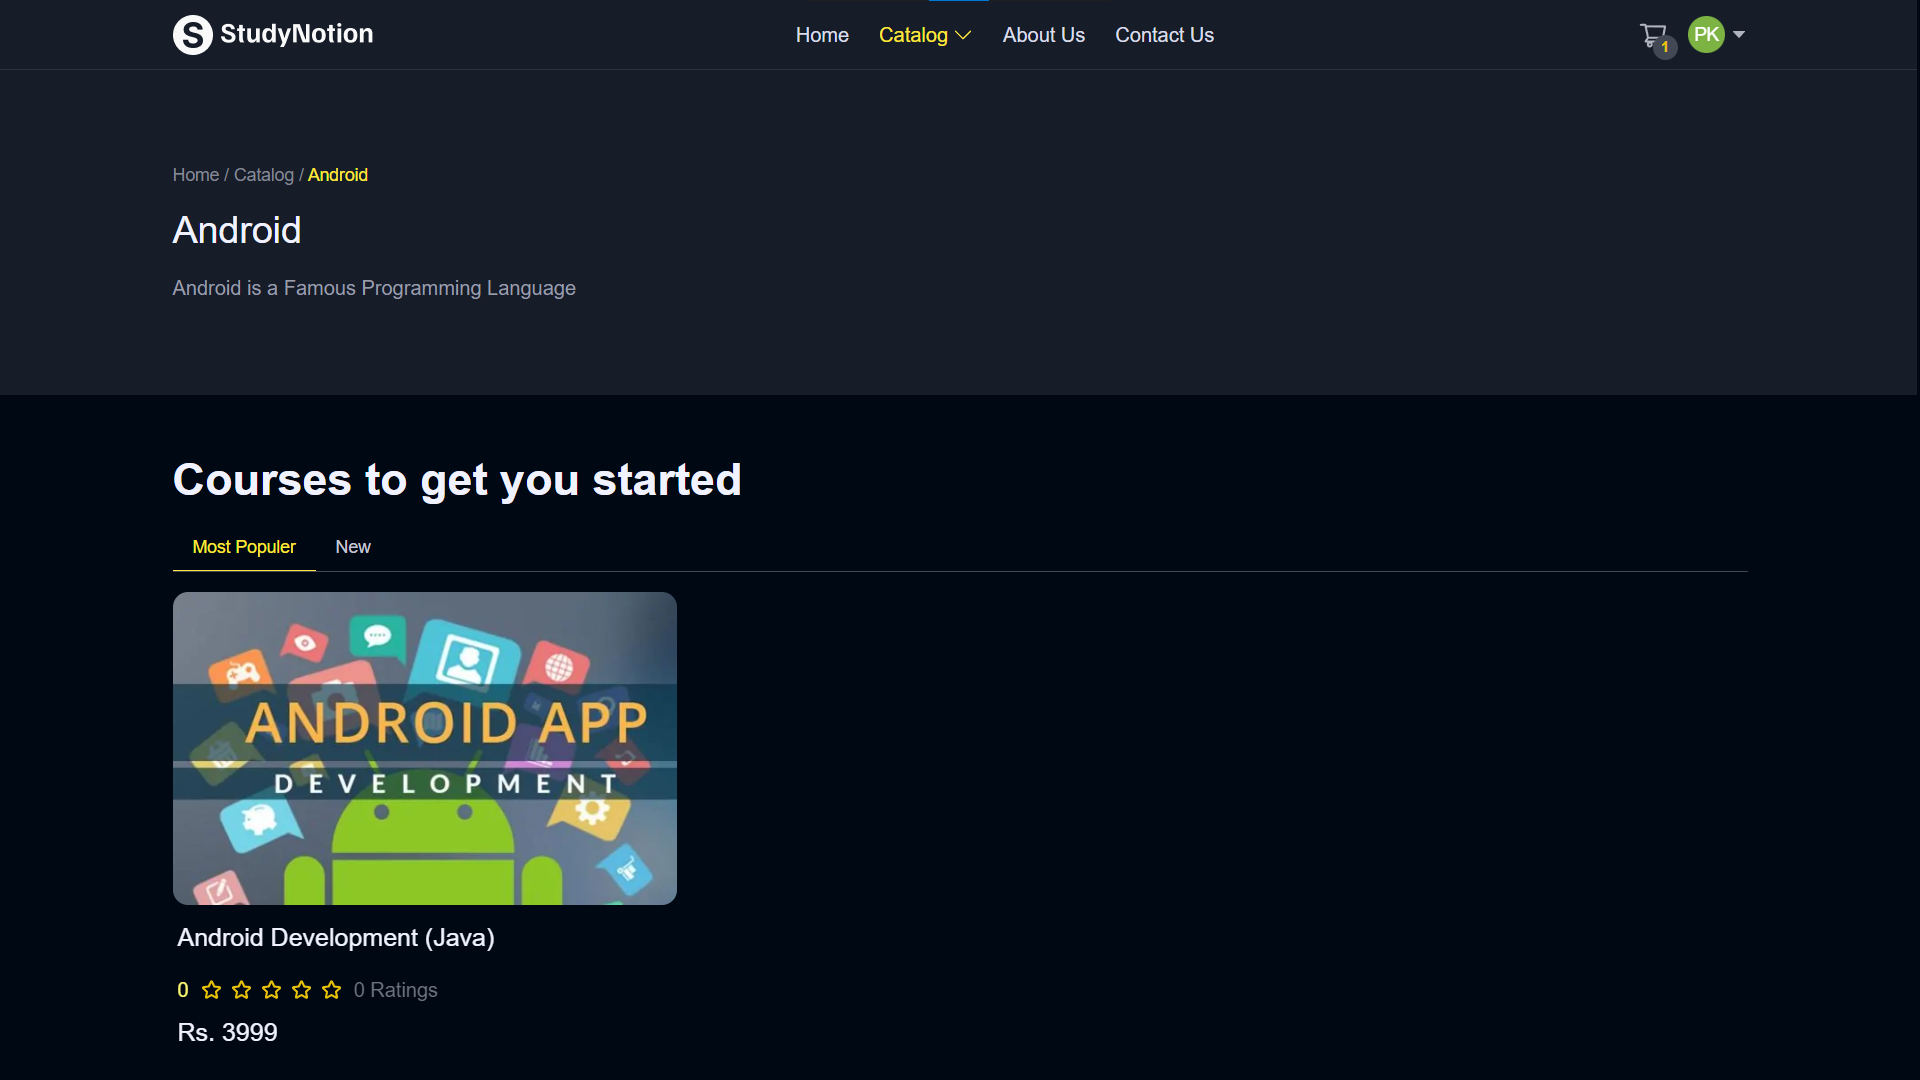 S StudyNotion
Home Catalog About Us Contact Us
1 PK
Home / Catalog / Android
Android
Android is a Famous Programming Language
Courses to get you started
Most Populer New
ANDROID APP
DEVELOPMENT
Android Development (Java)
0 0 Ratings
Rs. 3999